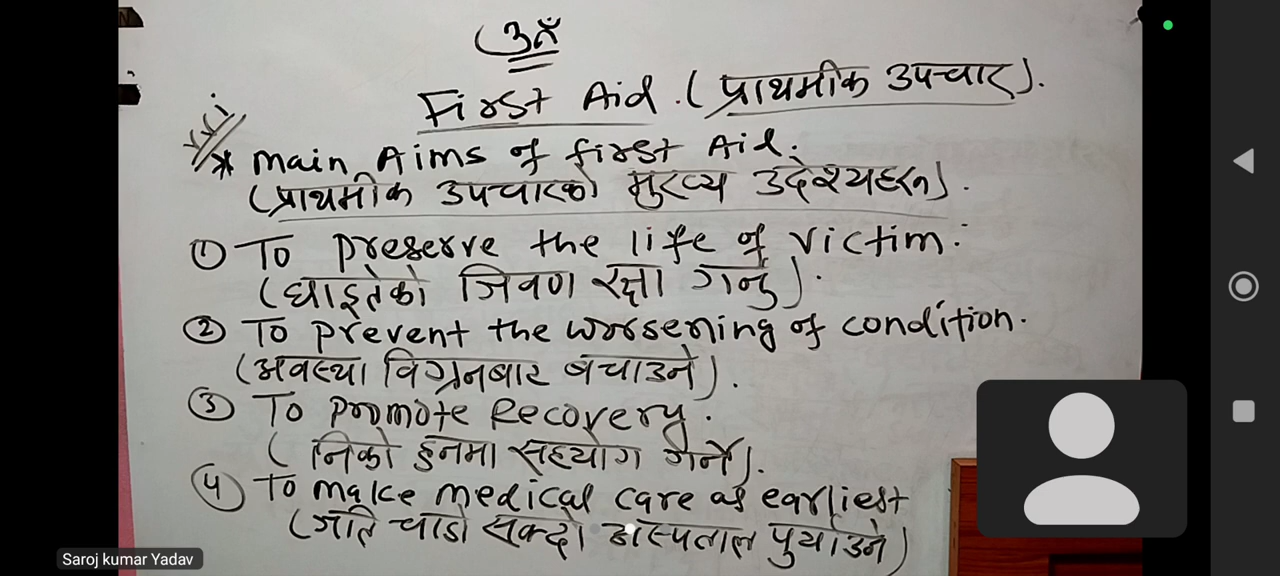 ॐ
First Aid. (प्राथमीक उपचार).
vvi
* main Aims of first Aid.
(प्राथमीक उपचारको मुख्य उदेश्यहरु).
① To preserve the life of victim.
(घाइतेको जिवण रक्षा गर्नु).
② To prevent the worsening of condition.
(अवस्था विग्रनबाट बचाउने).
③ To promote Recovery.
(निको हुनमा सहयोग गर्ने).
④ To make medical care as earliest
(जति चाडो सक्दो हास्पताल पुर्याउने)
Saroj kumar Yadav